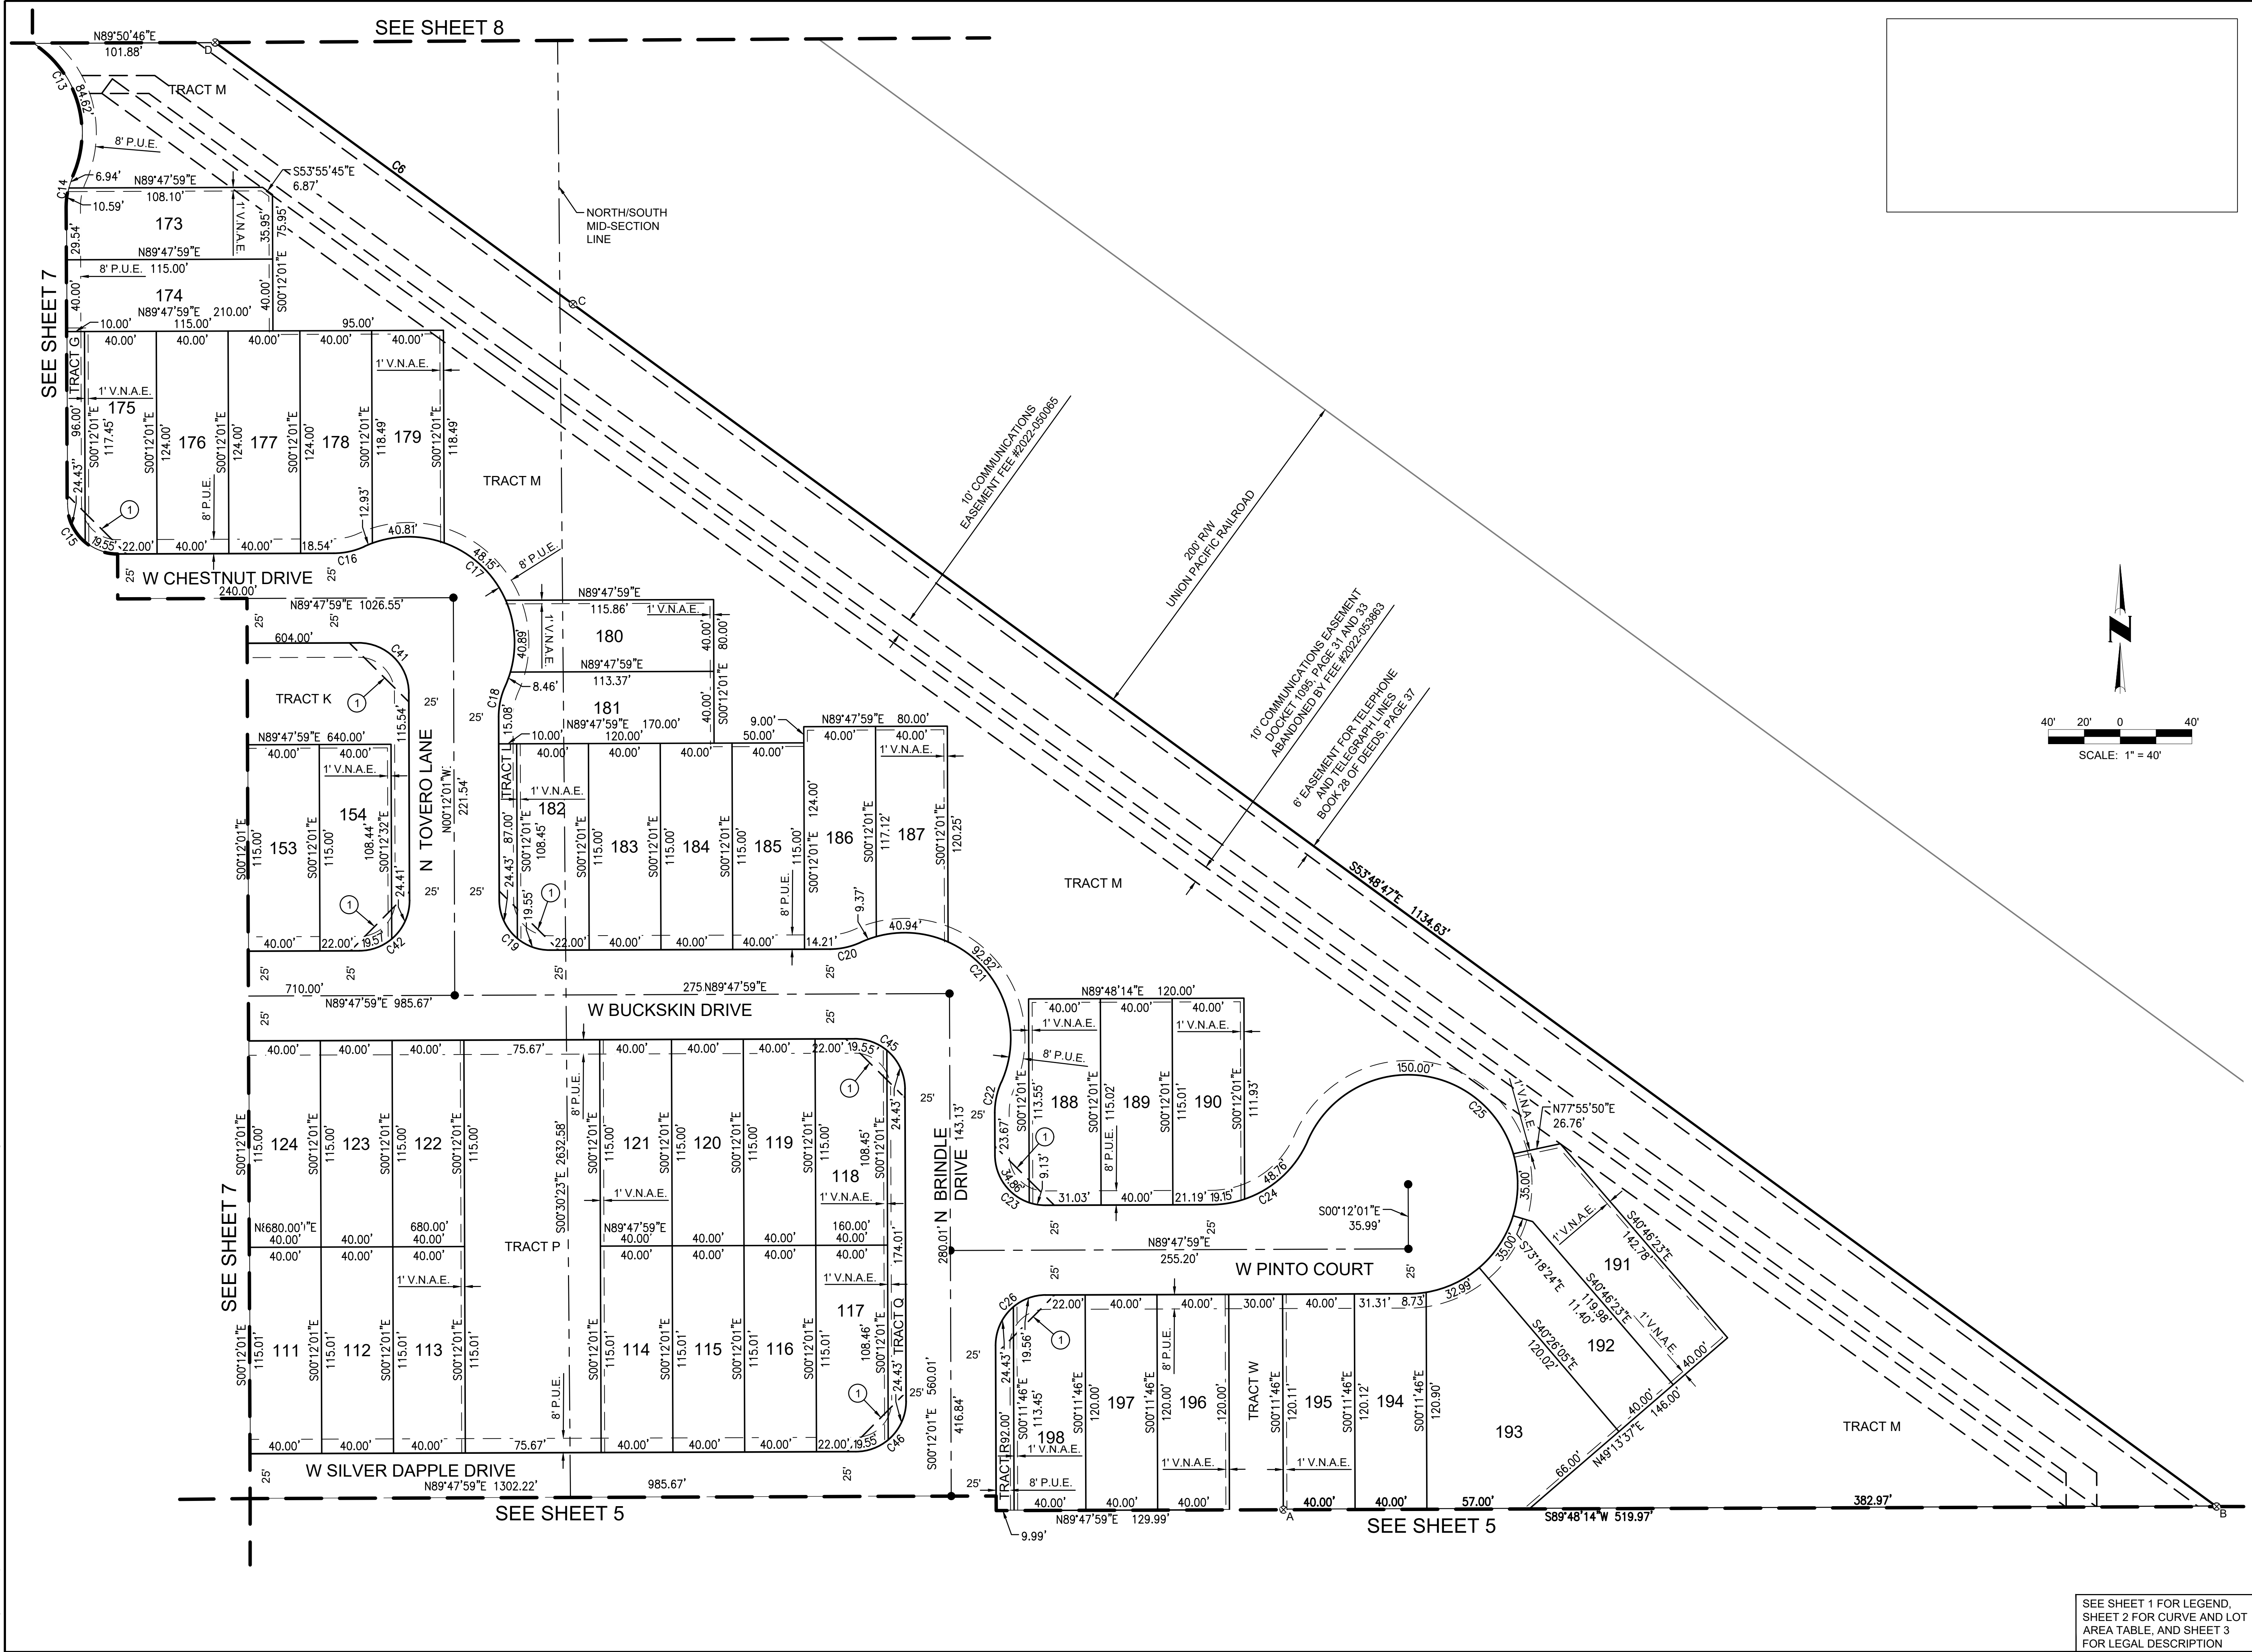 SEE SHEET 8
N89°50'46"E
101.88'
D
C13
84.62'
TRACT M
8' P.U.E.
C6
C14
6.94'
N89°47'59"E
108.10'
S53°55'45"E
6.87'
10.59'
173
1' V.N.A.E.
35.95'
75.95'
29.54'
N89°47'59"E
8' P.U.E.
115.00'
S00°12'01"E
174
40.00'
40.00'
N89°47'59"E 210.00'
NORTH/SOUTH
MID-SECTION
LINE
C
SEE SHEET 7
10.00'
115.00'
95.00'
40.00'
40.00'
40.00'
40.00'
40.00'
TRACT G
96.00'
1' V.N.A.E.
1' V.N.A.E.
175
176
177
178
179
S00°12'01"E
117.45'
S00°12'01"E
124.00'
S00°12'01"E
124.00'
S00°12'01"E
124.00'
S00°12'01"E
118.49'
S00°12'01"E
118.49'
24.43'
8' P.U.E.
1
C15
19.55'
22.00'
40.00'
40.00'
18.54'
12.93'
C16
40.81'
48.15'
C17
8' P.U.E.
TRACT M
25'
W CHESTNUT DRIVE
25'
240.00'
N89°47'59"E 1026.55'
25'
25'
604.00'
C41
TRACT K
1
115.54'
25'
25'
N89°47'59"E
115.86'
1' V.N.A.E.
1' V.N.A.E.
180
40.00'
80.00'
40.89'
N89°47'59"E
113.37'
8.46'
C18
181
40.00'
S00°12'01"E
15.08'
N89°47'59"E 170.00'
10.00'
120.00'
50.00'
9.00'
N89°47'59"E 80.00'
N89°47'59"E 640.00'
40.00'
40.00'
1' V.N.A.E.
153
154
S00°12'01"E
115.00'
S00°12'01"E
115.00'
108.44'
S00°12'32"E
24.41'
1
40.00'
22.00'
19.57'
C42
N TOVERO LANE
N00°12'01"W
221.54'
25'
25'
TRACT L
87.00'
24.43'
40.00'
40.00'
40.00'
40.00'
40.00'
40.00'
1' V.N.A.E.
1' V.N.A.E.
182
183
184
185
186
187
S00°12'01"E
108.45'
S00°12'01"E
115.00'
S00°12'01"E
115.00'
S00°12'01"E
115.00'
115.00'
S00°12'01"E 124.00'
S00°12'01"E
117.12'
S00°12'01"E
120.25'
8' P.U.E.
1
19.55'
C19
22.00'
40.00'
40.00'
40.00'
14.21'
9.37'
C20
40.94'
92.82'
C21
25'
25'
25'
25'
710.00'
N89°47'59"E 985.67'
275 N89°47'59"E
W BUCKSKIN DRIVE
25'
25'
10' COMMUNICATIONS
EASEMENT FEE #2022-050065
200' R/W
UNION PACIFIC RAILROAD
10' COMMUNICATIONS EASEMENT
DOCKET 1095, PAGE 31 AND 33
ABANDONED BY FEE #2022-053863
6' EASEMENT FOR TELEPHONE
AND TELEGRAPH LINES
BOOK 28 OF DEEDS, PAGE 37
TRACT M
S53°48'47"E 1134.63'
N
40' 20' 0 40'
SCALE: 1" = 40'
40.00'
40.00'
40.00'
75.67'
40.00'
40.00'
40.00'
22.00'
19.55'
C45
1
8' P.U.E.
124
123
122
121
120
119
118
S00°12'01"E
115.00'
S00°12'01"E
115.00'
S00°12'01"E
115.00'
S00°12'01"E
115.00'
S00°30'23"E 2632.58'
S00°12'01"E
115.00'
S00°12'01"E
115.00'
S00°12'01"E
115.00'
115.00'
108.45'
S00°12'01"E
24.43'
25'
1' V.N.A.E.
1' V.N.A.E.
680.00'
680.00'
N89°47'59"E
160.00'
40.00'
40.00'
40.00'
40.00'
40.00'
40.00'
40.00'
40.00'
40.00'
40.00'
40.00'
40.00'
40.00'
40.00'
TRACT P
174.01'
TRACT Q
SEE SHEET 7
1' V.N.A.E.
1' V.N.A.E.
111
112
113
114
115
116
117
S00°12'01"E
115.01'
S00°12'01"E
115.01'
S00°12'01"E
115.01'
S00°12'01"E
115.01'
S00°12'01"E
115.01'
S00°12'01"E
115.01'
S00°12'01"E
115.01'
115.01'
108.46'
S00°12'01"E
24.43'
1
8' P.U.E.
40.00'
40.00'
40.00'
75.67'
40.00'
40.00'
40.00'
22.00'
19.55'
C46
25'
25'
W SILVER DAPPLE DRIVE
N89°47'59"E 1302.22'
985.67'
SEE SHEET 5
N BRINDLE
DRIVE
143.13'
280.01'
25'
25'
25'
S00°12'01"E 560.01'
416.84'
25'
N89°48'14"E 120.00'
40.00'
40.00'
40.00'
1' V.N.A.E.
1' V.N.A.E.
8' P.U.E.
C22
188
189
190
S00°12'01"E
113.55'
S00°12'01"E
115.02'
S00°12'01"E
115.01'
S00°12'01"E
111.93'
23.67'
1
34.86'
C23
9.13'
8' P.U.E.
31.03'
40.00'
21.19'
19.15'
C24
48.76'
150.00'
C25
1' V.N.A.E.
N77°55'50"E
26.76'
35.00'
35.00'
S00°12'01"E
35.99'
25'
N89°47'59"E
255.20'
W PINTO COURT
25'
25'
1' V.N.A.E.
S40°46'23"E
142.78'
191
S73°18'24"E
11.40'
S40°46'23"E
119.98'
1' V.N.A.E.
192
S40°26'05"E
120.02'
40.00'
40.00'
146.00'
66.00'
N49°13'37"E
193
C26
22.00'
40.00'
40.00'
30.00'
40.00'
31.31'
8.73'
32.99'
19.56'
1
24.43'
8' P.U.E.
S00°11'46"E
113.45'
S00°11'46"E
120.00'
S00°11'46"E
120.00'
120.00'
TRACT W
S00°11'46"E
120.11'
S00°11'46"E
120.12'
S00°11'46"E
120.90'
198
197
196
195
194
TRACT R
92.00'
1' V.N.A.E.
8' P.U.E.
1' V.N.A.E.
1' V.N.A.E.
40.00'
40.00'
40.00'
40.00'
40.00'
57.00'
N89°47'59"E 129.99'
9.99'
A
SEE SHEET 5
S89°48'14"W 519.97'
382.97'
TRACT M
B
SEE SHEET 1 FOR LEGEND,
SHEET 2 FOR CURVE AND LOT
AREA TABLE, AND SHEET 3
FOR LEGAL DESCRIPTION